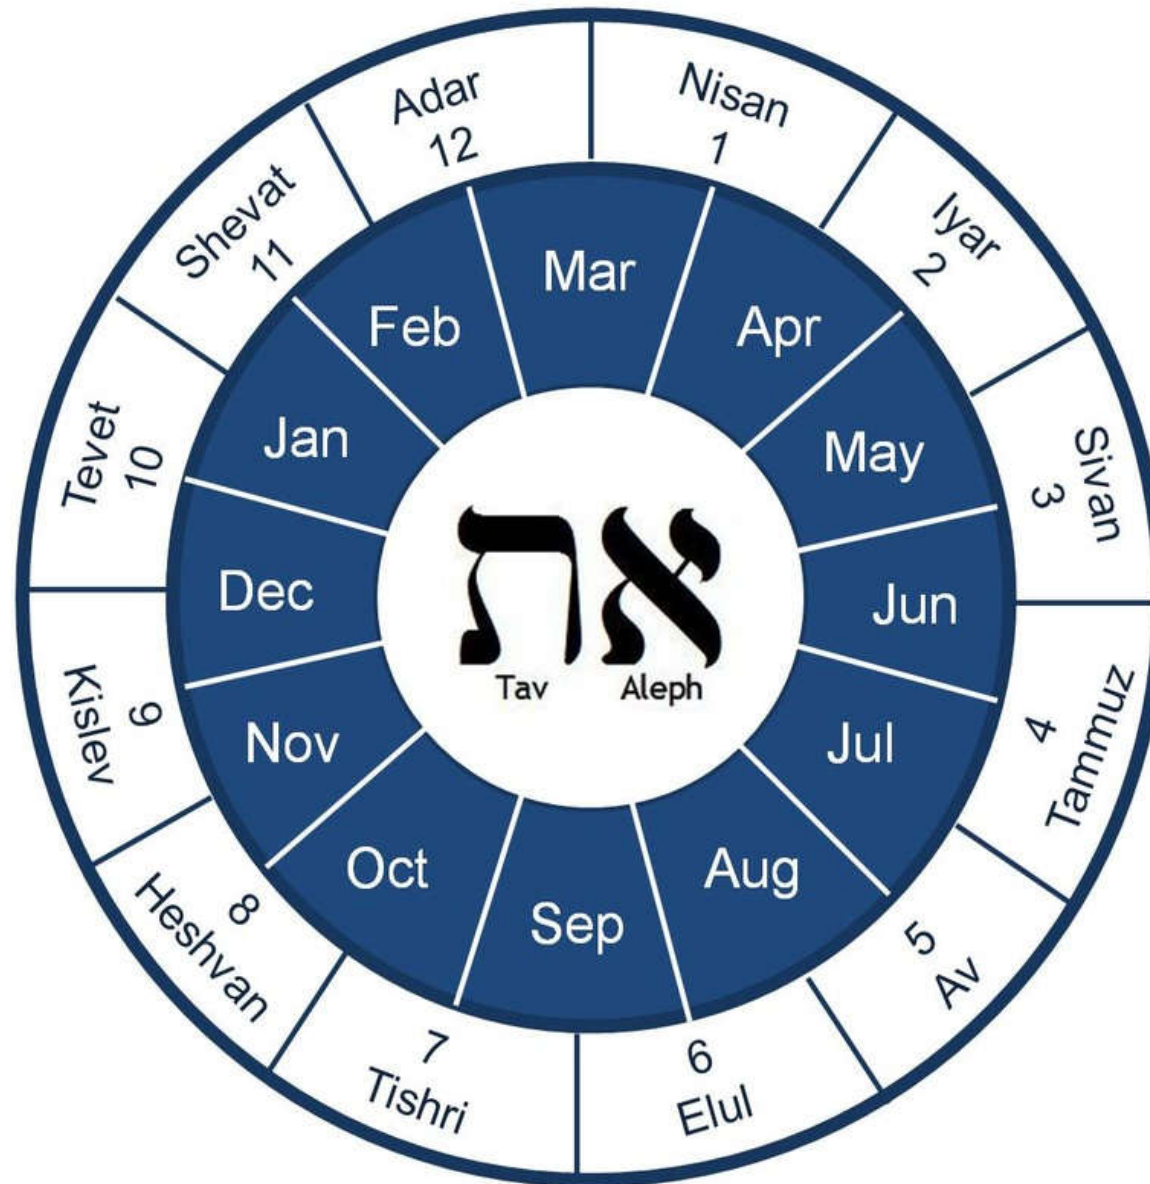 Nisan
1
Iyar
2
Sivan
3
4
Tammuz
5
Av
6
Elul
7
Tishri
8
Heshvan
9
Kislev
Tevet
10
Shevat
11
Adar
12
Mar
Apr
May
Jun
Jul
Aug
Sep
Oct
Nov
Dec
Jan
Feb
את
Tav Aleph